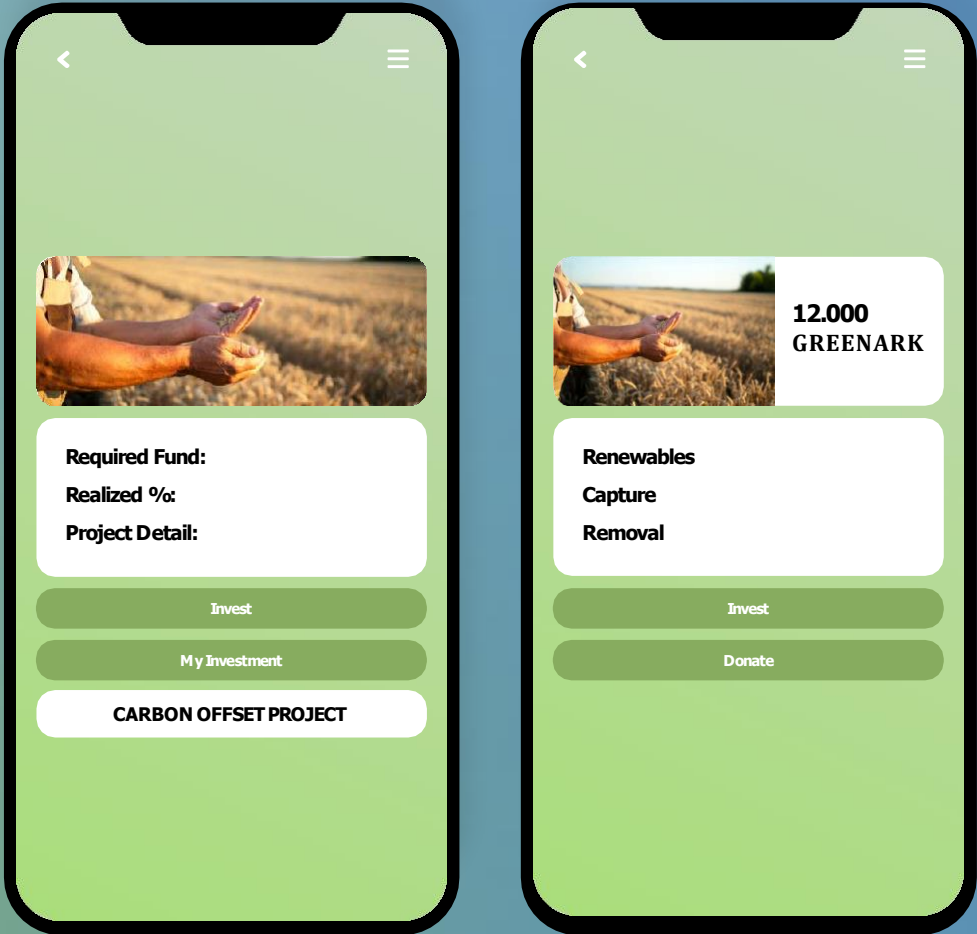 Required Fund:
Realized %:
Project Detail:
Invest
My Investment
CARBON OFFSET PROJECT
12.000
GREENARK
Renewables
Capture
Removal
Invest
Donate